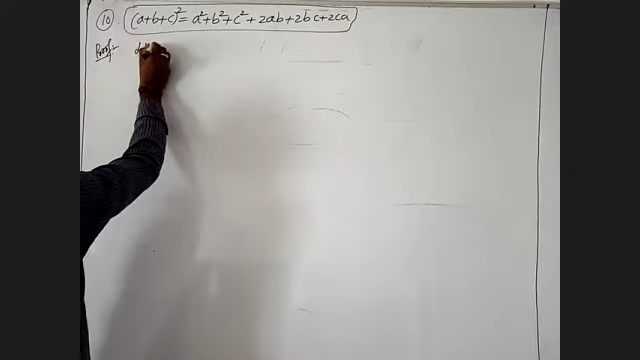 (10) (a+b+c)² = a²+b²+c²+2ab+2bc+2ca
Proof:-